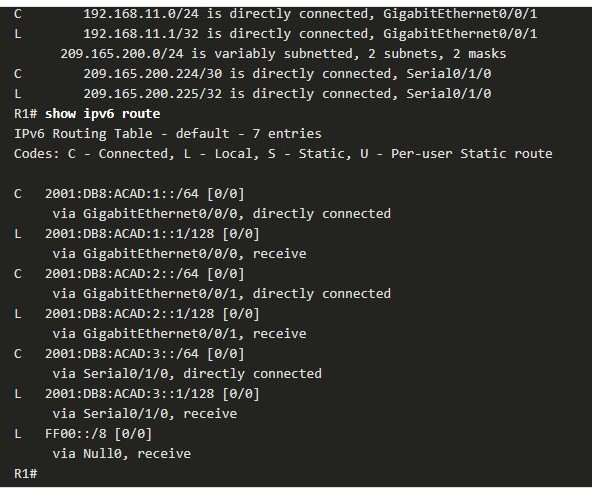 C        192.168.11.0/24 is directly connected, GigabitEthernet0/0/1
L        192.168.11.1/32 is directly connected, GigabitEthernet0/0/1
      209.165.200.0/24 is variably subnetted, 2 subnets, 2 masks
C        209.165.200.224/30 is directly connected, Serial0/1/0
L        209.165.200.225/32 is directly connected, Serial0/1/0
R1# show ipv6 route
IPv6 Routing Table - default - 7 entries
Codes: C - Connected, L - Local, S - Static, U - Per-user Static route

C   2001:DB8:ACAD:1::/64 [0/0]
     via GigabitEthernet0/0/0, directly connected
L   2001:DB8:ACAD:1::1/128 [0/0]
     via GigabitEthernet0/0/0, receive
C   2001:DB8:ACAD:2::/64 [0/0]
     via GigabitEthernet0/0/1, directly connected
L   2001:DB8:ACAD:2::1/128 [0/0]
     via GigabitEthernet0/0/1, receive
C   2001:DB8:ACAD:3::/64 [0/0]
     via Serial0/1/0, directly connected
L   2001:DB8:ACAD:3::1/128 [0/0]
     via Serial0/1/0, receive
L   FF00::/8 [0/0]
     via Null0, receive
R1#